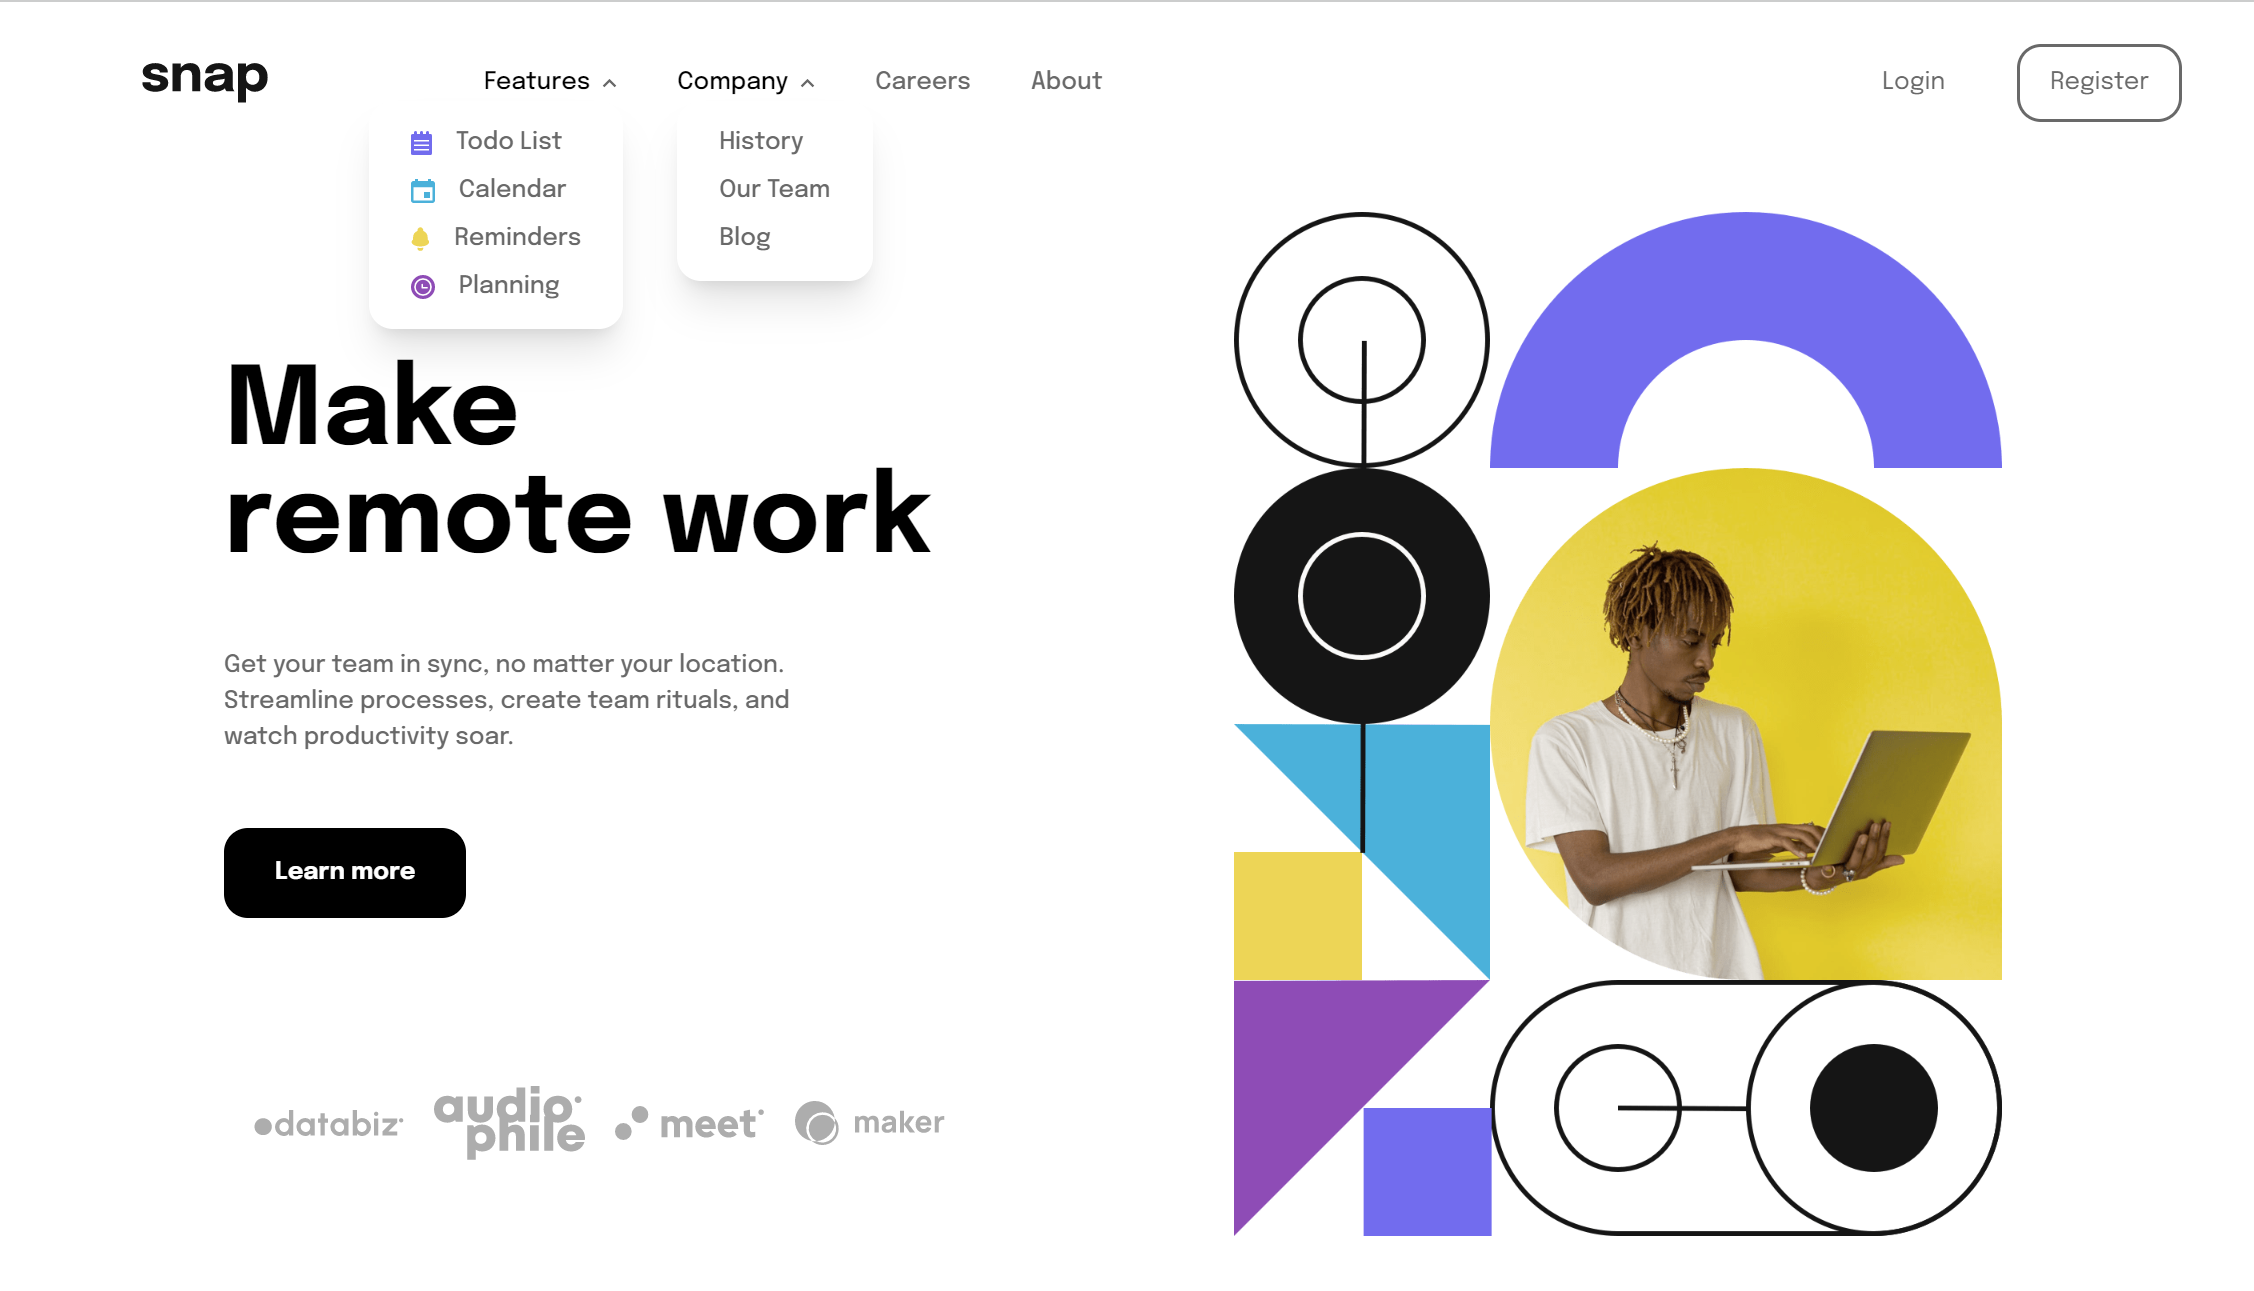 snap
Features
Company
Careers
About
Login
Register
Todo List
Calendar
Reminders
Planning
History
Our Team
Blog
Make
remote work
Get your team in sync, no matter your location.
Streamline processes, create team rituals, and
watch productivity soar.
Learn more
databiz
audio
phile
meet
maker